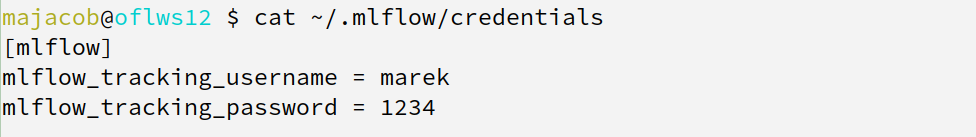 majacob@oflws12 $ cat ~/.mlflow/credentials
[mlflow]
mlflow_tracking_username = marek
mlflow_tracking_password = 1234